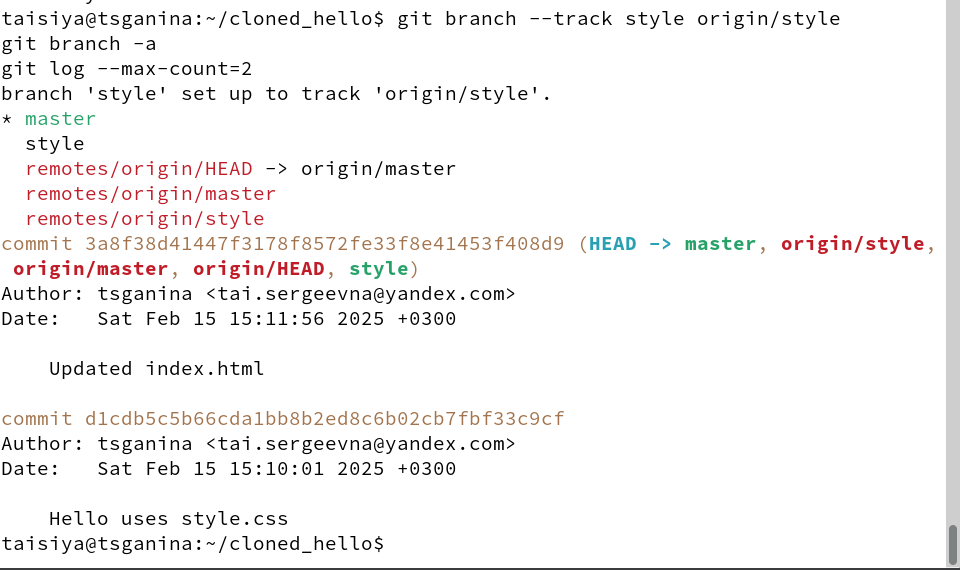 taisiya@tsganina:~/cloned_hello$ git branch --track style origin/style
git branch -a
git log --max-count=2
branch 'style' set up to track 'origin/style'.
* master
  style
  remotes/origin/HEAD -> origin/master
  remotes/origin/master
  remotes/origin/style
commit 3a8f38d41447f3178f8572fe33f8e41453f408d9 (HEAD -> master, origin/style,
 origin/master, origin/HEAD, style)
Author: tsganina <tai.sergeevna@yandex.com>
Date:   Sat Feb 15 15:11:56 2025 +0300

    Updated index.html

commit d1cdb5c5b66cda1bb8b2ed8c6b02cb7fbf33c9cf
Author: tsganina <tai.sergeevna@yandex.com>
Date:   Sat Feb 15 15:10:01 2025 +0300

    Hello uses style.css
taisiya@tsganina:~/cloned_hello$